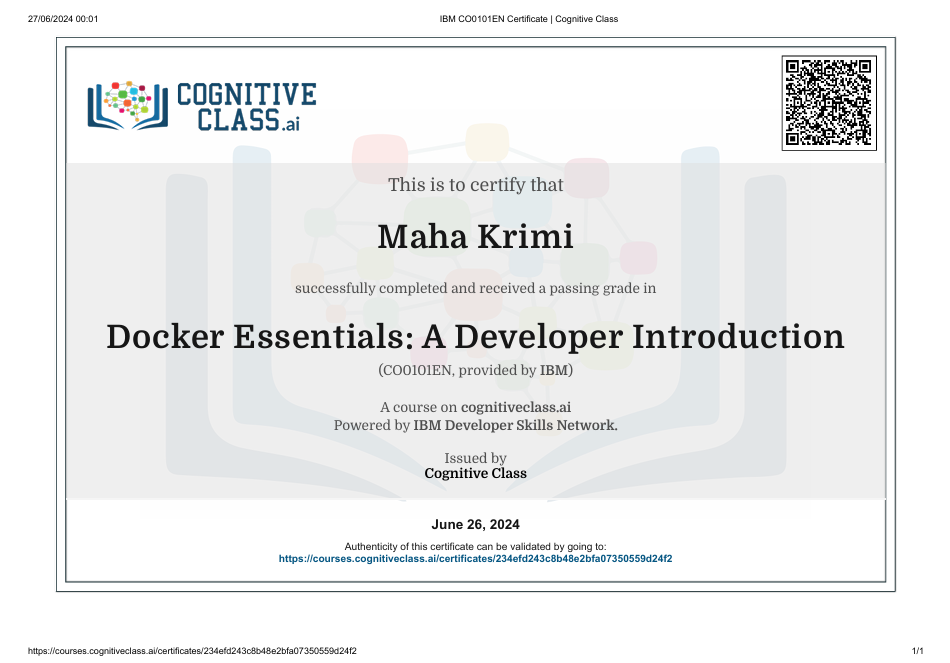 27/06/2024 00:01
IBM CO0101EN Certificate | Cognitive Class
COGNITIVE
CLASS.ai
This is to certify that
Maha Krimi
successfully completed and received a passing grade in
Docker Essentials: A Developer Introduction
(CO0101EN, provided by IBM)
A course on cognitiveclass.ai
Powered by IBM Developer Skills Network.
Issued by
Cognitive Class
June 26, 2024
Authenticity of this certificate can be validated by going to:
https://courses.cognitiveclass.ai/certificates/234efd243c8b48e2bfa07350559d24f2
https://courses.cognitiveclass.ai/certificates/234efd243c8b48e2bfa07350559d24f2
1/1